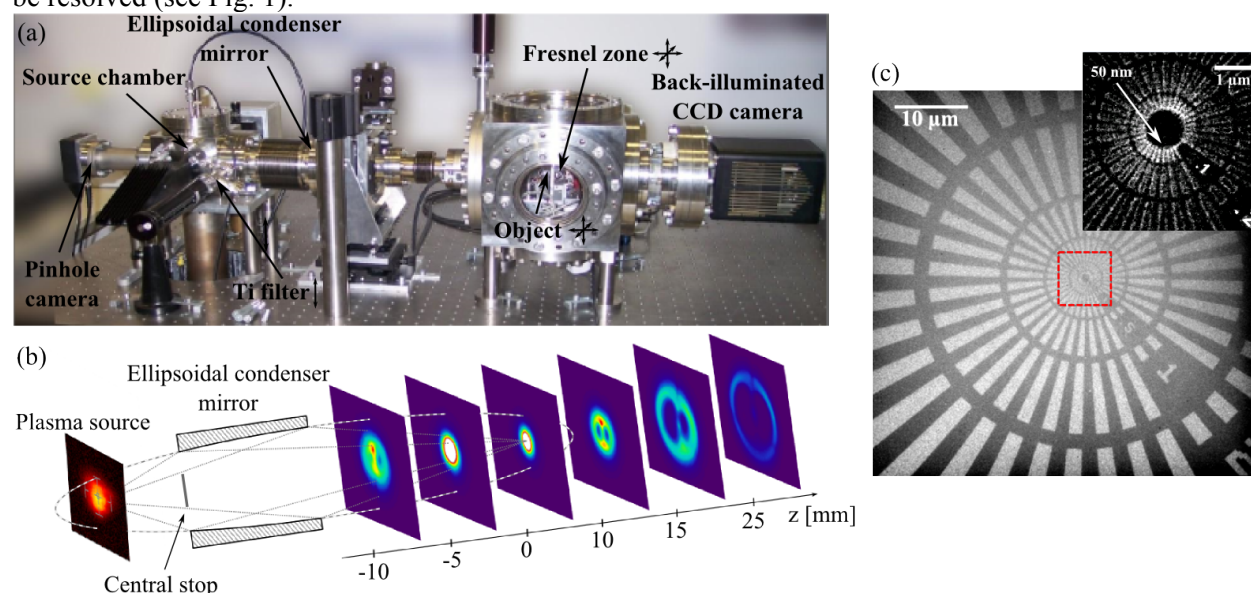 be resolved (see Fig. 1).
(a)
Ellipsoidal condenser
mirror
Source chamber
Fresnel zone
Back-illuminated
CCD camera
Object
Pinhole
camera
Ti filter
(b)
Ellipsoidal condenser
mirror
Plasma source
Central stop
-10
-5
0
10
15
25
z [mm]
(c)
10 µm
50 nm
1 µm
1
s
1